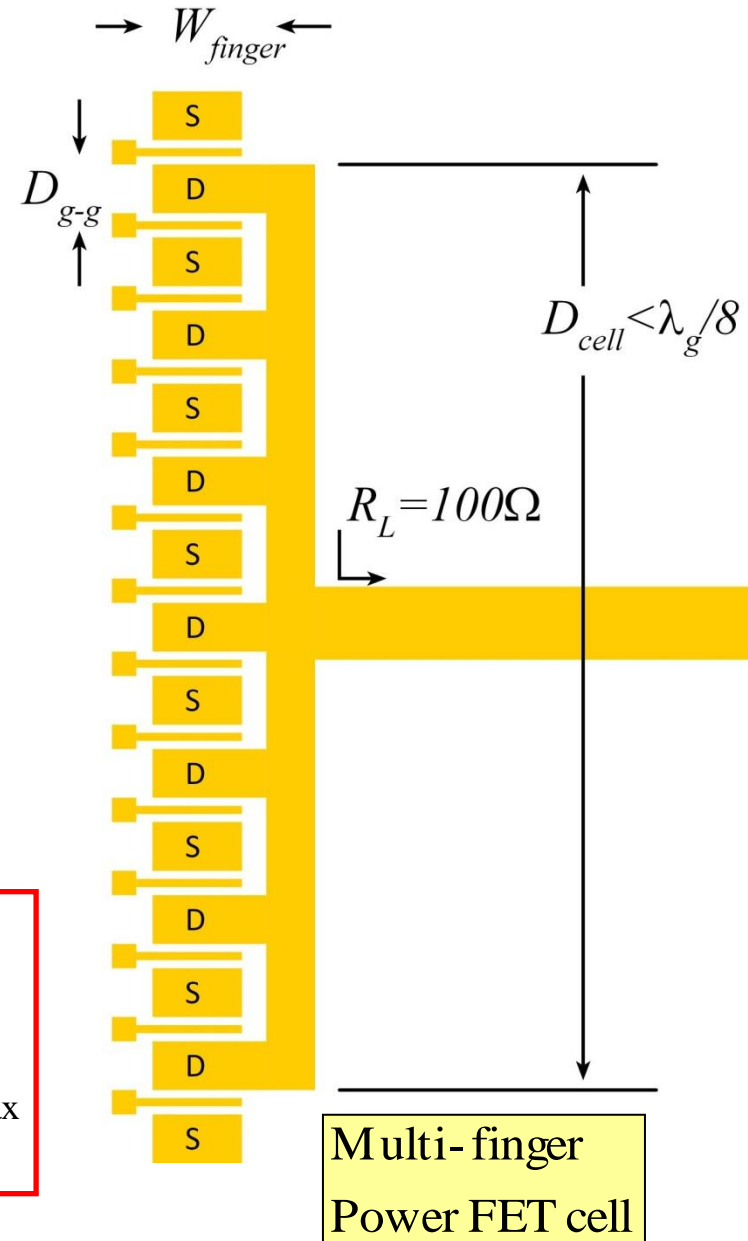 W_finger
S
D
D_g-g
S
D
D_cell<λ_g/8
S
D
R_L=100Ω
S
D
S
D
S
D
S
D
S
Multi-finger
Power FET cell